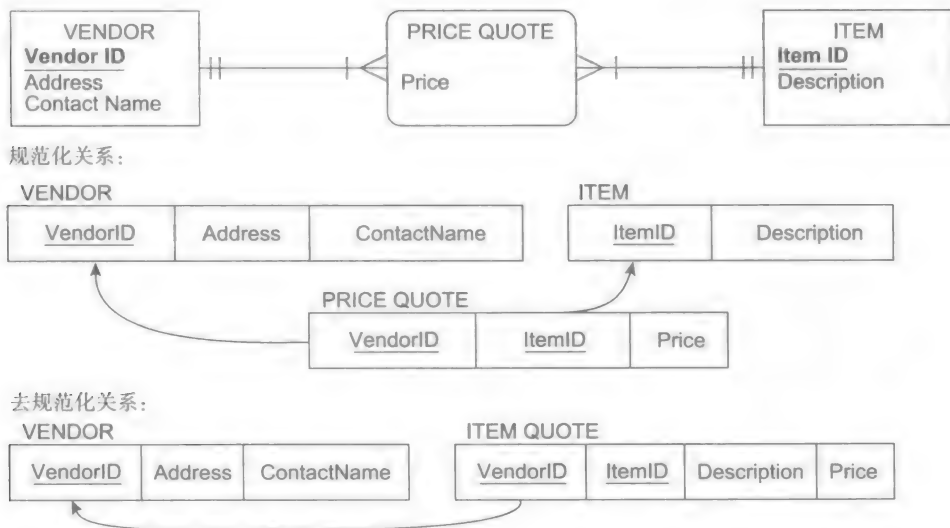 VENDOR
Vendor ID
Address
Contact Name
PRICE QUOTE
Price
ITEM
Item ID
Description
规范化关系：
VENDOR
VendorID Address ContactName
ITEM
ItemID Description
PRICE QUOTE
VendorID ItemID Price
去规范化关系：
VENDOR
VendorID Address ContactName
ITEM QUOTE
VendorID ItemID Description Price